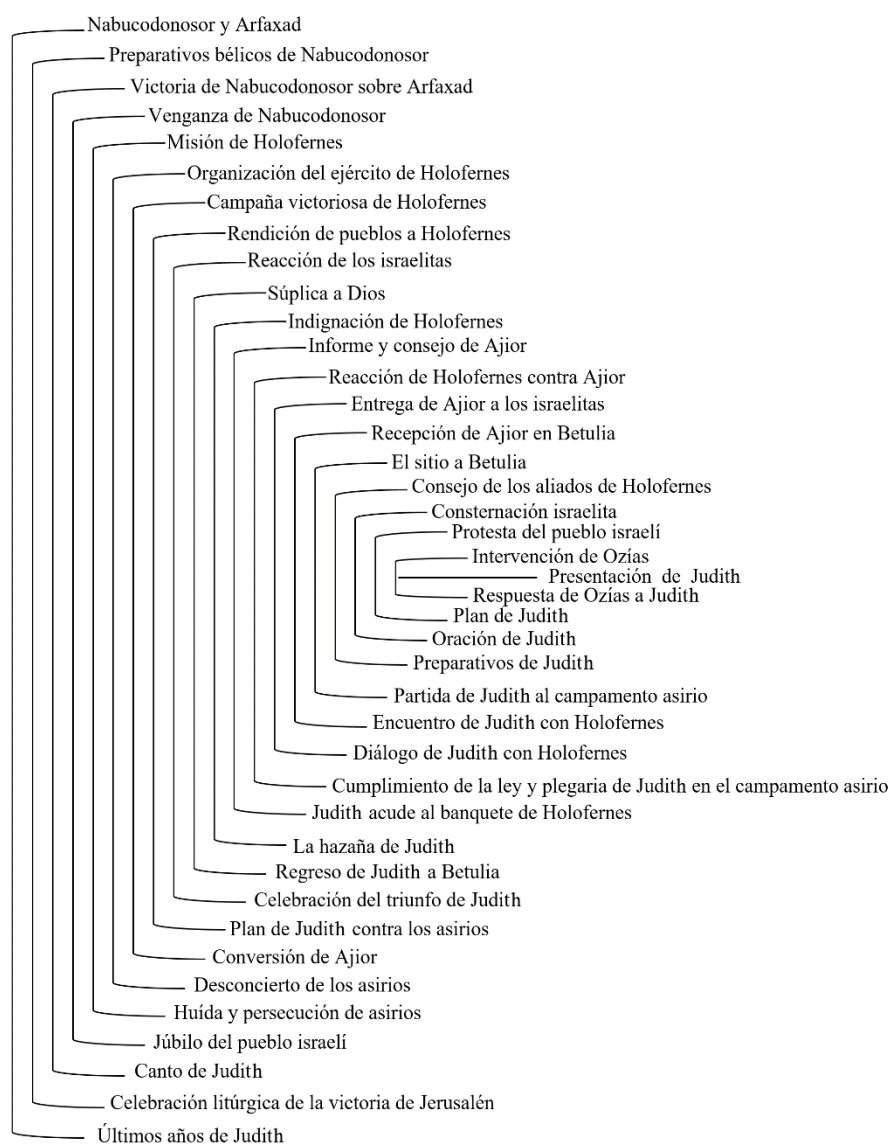 Nabucodonosor y Arfaxad
Preparativos bélicos de Nabucodonosor
Victoria de Nabucodonosor sobre Arfaxad
Venganza de Nabucodonosor
Misión de Holofernes
Organización del ejército de Holofernes
Campaña victoriosa de Holofernes
Rendición de pueblos a Holofernes
Reacción de los israelitas
Súplica a Dios
Indignación de Holofernes
Informe y consejo de Ajior
Reacción de Holofernes contra Ajior
Entrega de Ajior a los israelitas
Recepción de Ajior en Betulia
El sitio a Betulia
Consejo de los aliados de Holofernes
Consternación israelita
Protesta del pueblo israelí
Intervención de Ozías
Presentación de Judith
Respuesta de Ozías a Judith
Plan de Judith
Oración de Judith
Preparativos de Judith
Partida de Judith al campamento asirio
Encuentro de Judith con Holofernes
Diálogo de Judith con Holofernes
Cumplimiento de la ley y plegaria de Judith en el campamento asirio
Judith acude al banquete de Holofernes
La hazaña de Judith
Regreso de Judith a Betulia
Celebración del triunfo de Judith
Plan de Judith contra los asirios
Conversión de Ajior
Desconcierto de los asirios
Huída y persecución de asirios
Júbilo del pueblo israelí
Canto de Judith
Celebración litúrgica de la victoria de Jerusalén
Últimos años de Judith